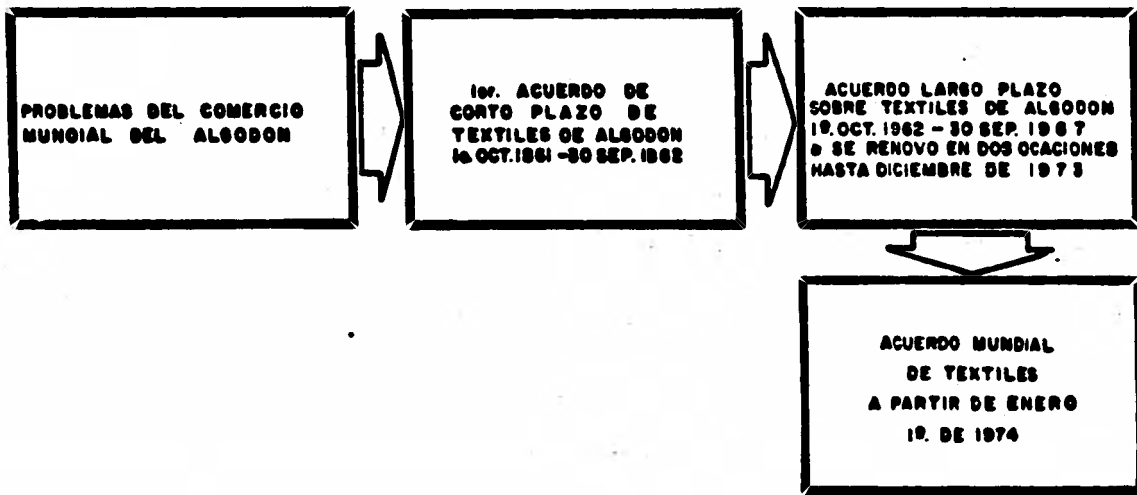 PROBLEMAS DEL COMERCIO
MUNDIAL DEL ALGODON
1er. ACUERDO DE
CORTO PLAZO DE
TEXTILES DE ALGODON
1o. OCT. 1961 - 30 SEP. 1962
ACUERDO LARGO PLAZO
SOBRE TEXTILES DE ALGODON
1º. OCT. 1962 - 30 SEP. 1967
SE RENOVO EN DOS OCACIONES
HASTA DICIEMBRE DE 1973
ACUERDO MUNDIAL
DE TEXTILES
A PARTIR DE ENERO
1º. DE 1974